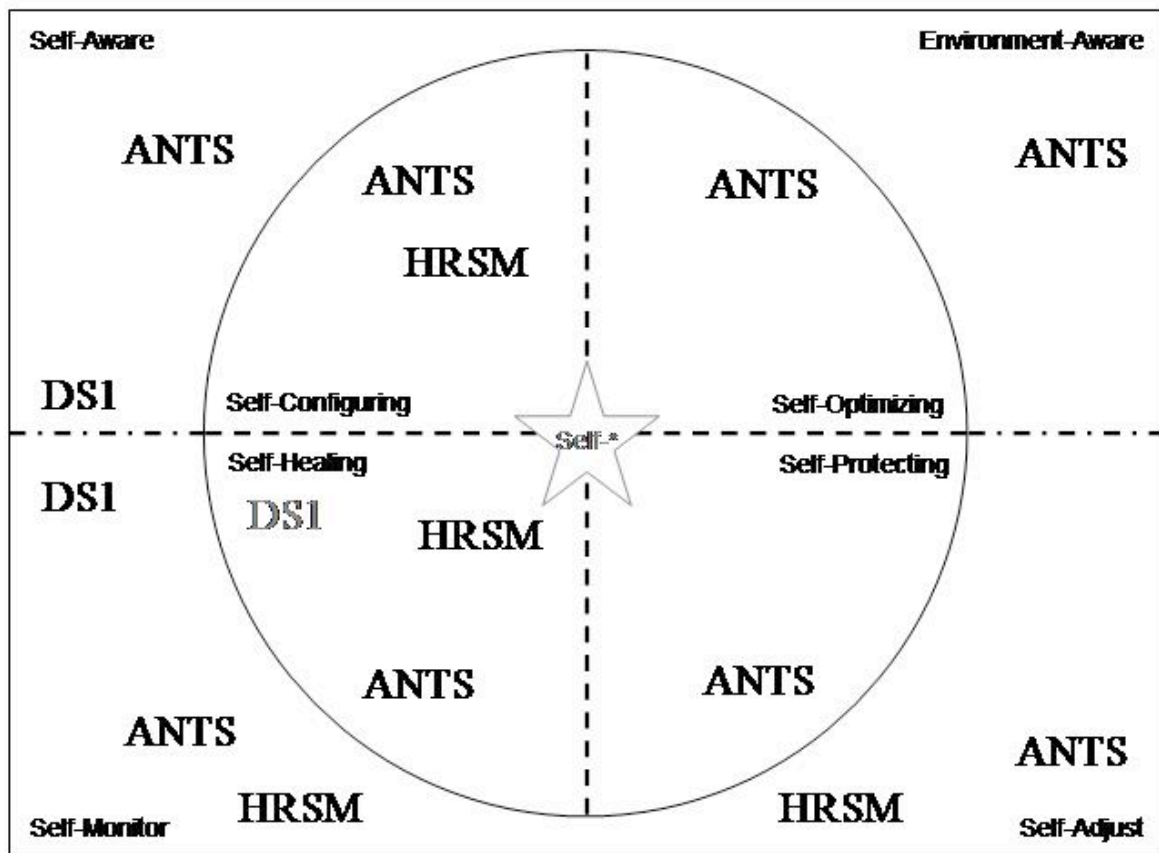 Self-Aware
Environment-Aware
ANTS
ANTS
ANTS
ANTS
HRSM
DS1
Self-Configuring
Self-Optimizing
Self-*
Self-Healing
Self-Protecting
DS1
DS1
HRSM
ANTS
ANTS
ANTS
ANTS
HRSM
HRSM
Self-Monitor
Self-Adjust